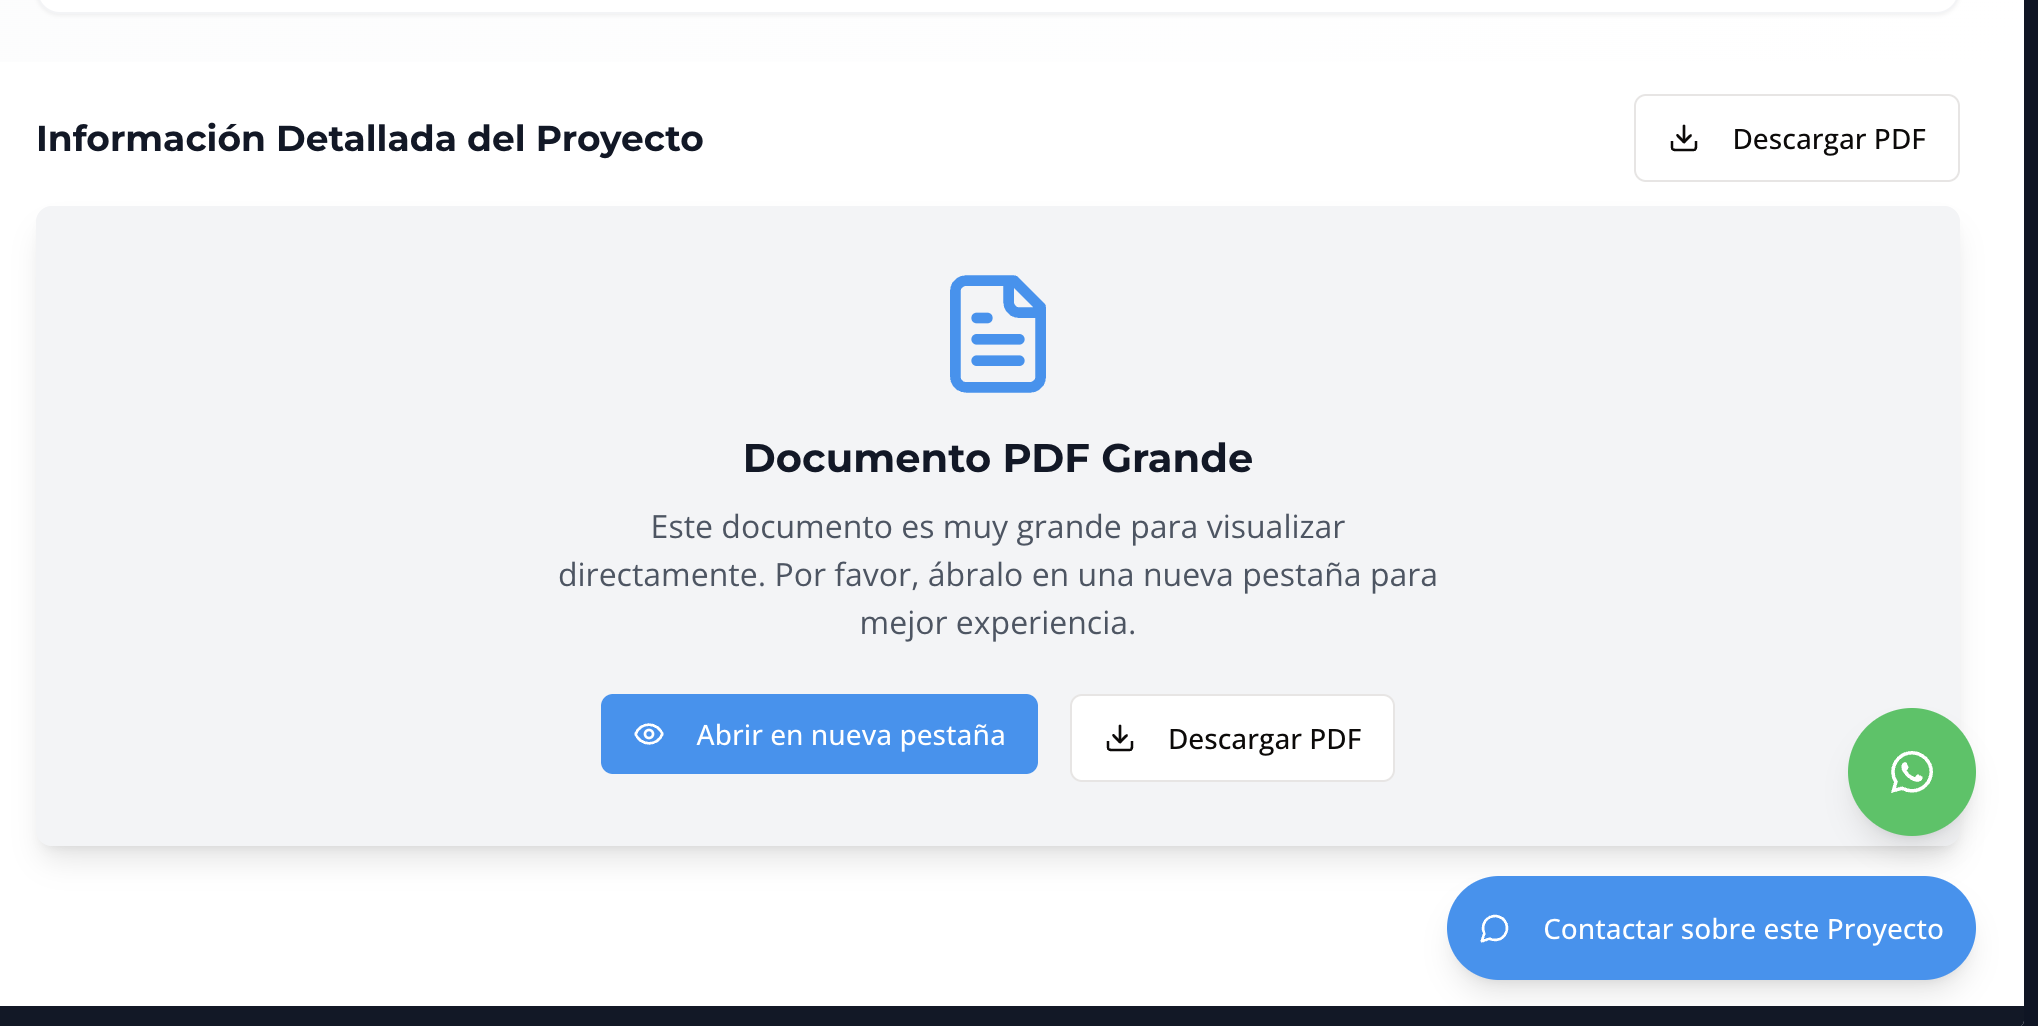 Información Detallada del Proyecto
Descargar PDF
Documento PDF Grande
Este documento es muy grande para visualizar
directamente. Por favor, ábralo en una nueva pestaña para
mejor experiencia.
Abrir en nueva pestaña
Descargar PDF
Contactar sobre este Proyecto